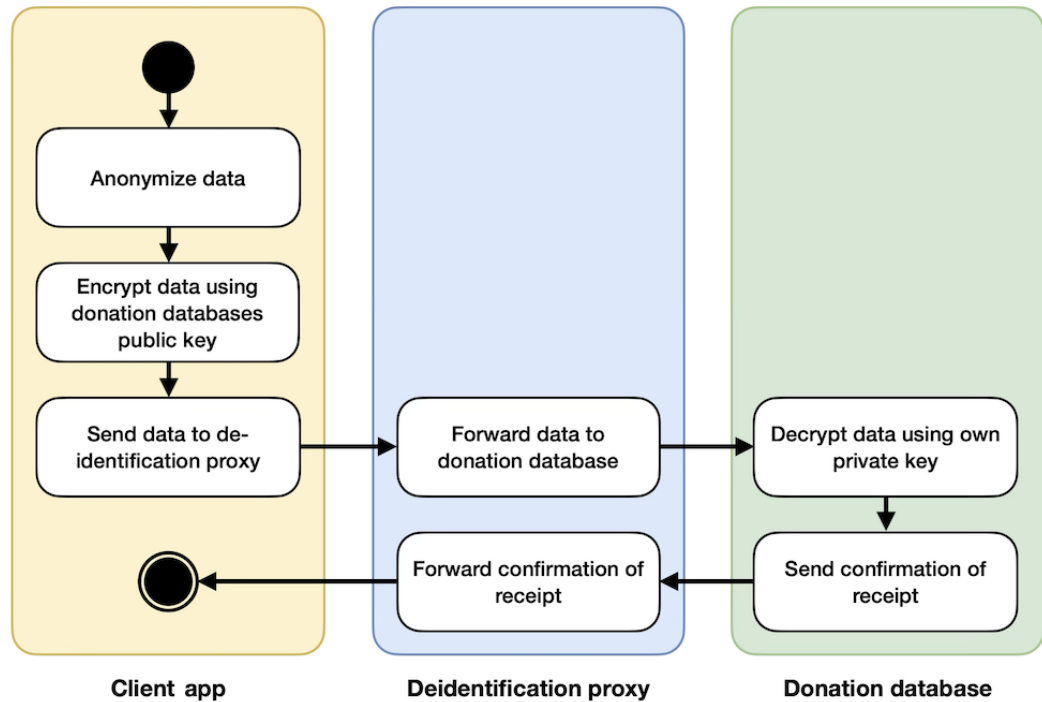 Anonymize data
Encrypt data using
donation databases
public key
Send data to de-
identification proxy
Forward data to
donation database
Decrypt data using own
private key
Forward confirmation of
receipt
Send confirmation of
receipt
Client app
Deidentification proxy
Donation database